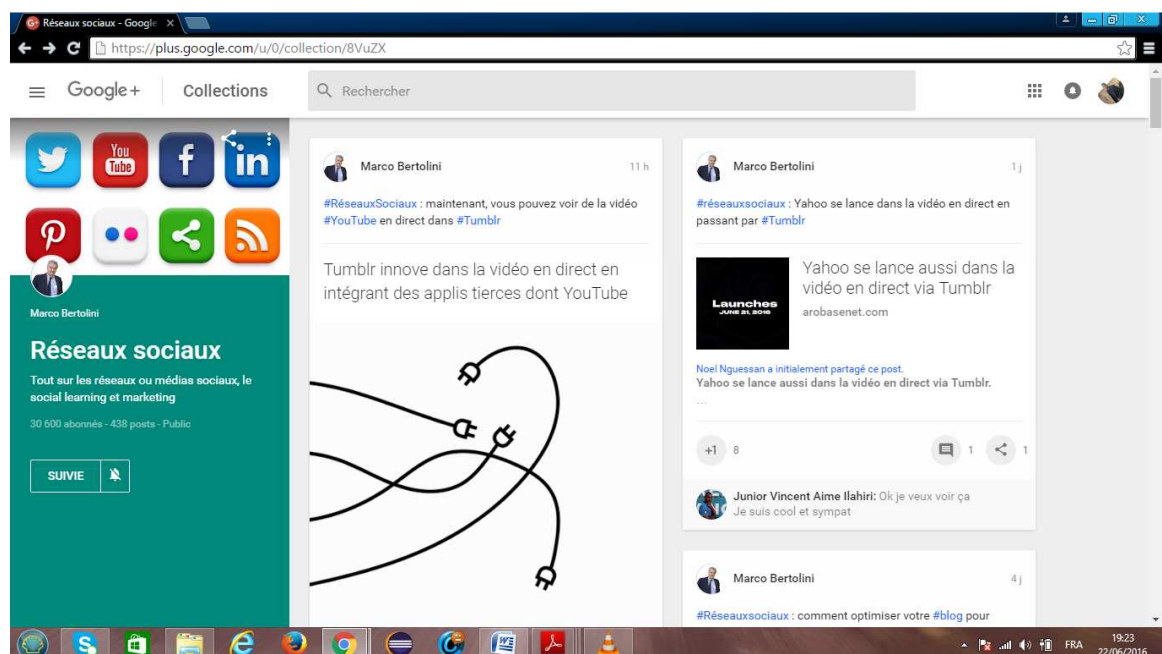 Réseaux sociaux - Google
https://plus.google.com/u/0/collection/8VuZX
Google+ Collections Rechercher
You
Tube
f in
Marco Bertolini
Réseaux sociaux
Tout sur les réseaux ou médias sociaux, le
social learning et marketing
30 600 abonnés - 438 posts - Public
SUIVIE
Marco Bertolini 11 h
#RéseauxSociaux : maintenant, vous pouvez voir de la vidéo
#YouTube en direct dans #Tumblr
Tumblr innove dans la vidéo en direct en
intégrant des applis tierces dont YouTube
Marco Bertolini 1 j
#réseauxsociaux : Yahoo se lance dans la vidéo en direct en
passant par #Tumblr
Launches
JUNE 21, 2016
Yahoo se lance aussi dans la
vidéo en direct via Tumblr
arobasenet.com
Noel Nguessan a initialement partagé ce post.
Yahoo se lance aussi dans la vidéo en direct via Tumblr.
...
+1 8 1 1
Junior Vincent Aime Ilahiri: Ok je veux voir ça
Je suis cool et sympat
Marco Bertolini 4 j
#Réseauxsociaux : comment optimiser votre #blog pour
FRA 19:23
22/06/2016